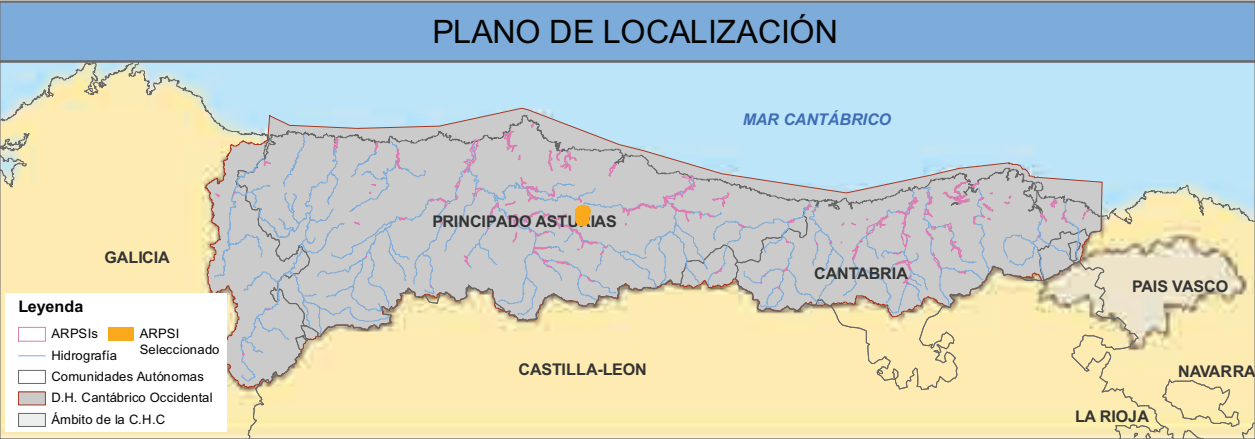 PLANO DE LOCALIZACIÓN
MAR CANTÁBRICO
PRINCIPADO ASTURIAS
GALICIA
CANTABRIA
PAIS VASCO
CASTILLA-LEON
NAVARRA
LA RIOJA
Leyenda
ARPSIs
ARPSI
Seleccionado
Hidrografía
Comunidades Autónomas
D.H. Cantábrico Occidental
Ámbito de la C.H.C